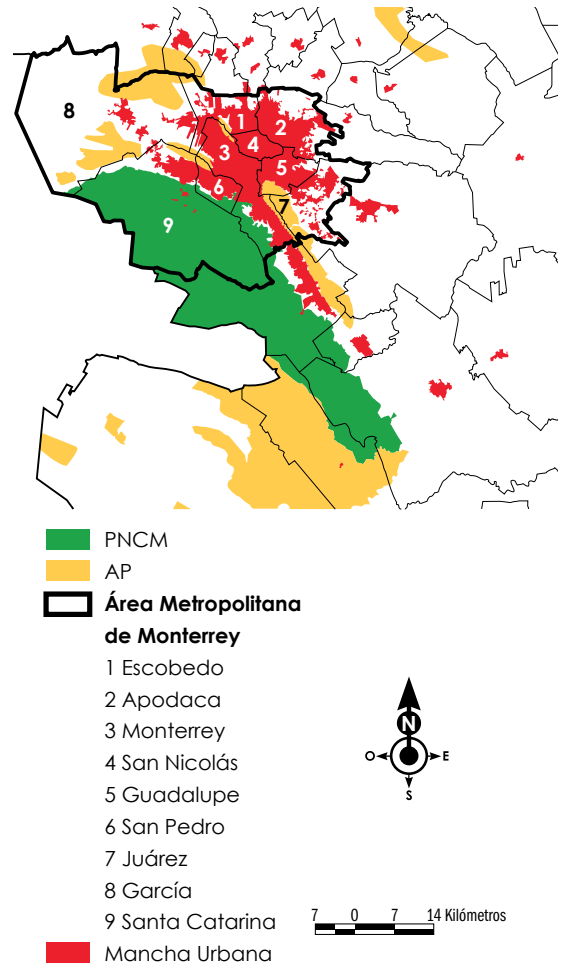 8
1
2
4
3
5
6
7
9
PNCM
AP
Área Metropolitana
de Monterrey
1 Escobedo
2 Apodaca
3 Monterrey
4 San Nicolás
5 Guadalupe
6 San Pedro
7 Juárez
8 García
9 Santa Catarina
Mancha Urbana
N
O E
S
7 0 7 14 Kilómetros